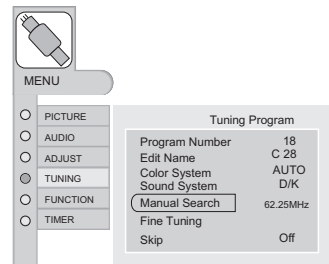 MENU
PICTURE
AUDIO
ADJUST
TUNING
FUNCTION
TIMER
Tuning Program
Program Number 18
Edit Name C 28
Color System AUTO
Sound System D/K
Manual Search 62.25MHz
Fine Tuning
Skip Off